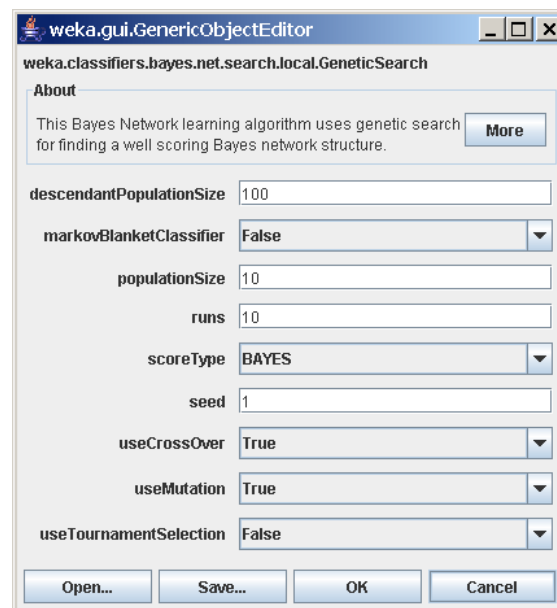 weka.gui.GenericObjectEditor
weka.classifiers.bayes.net.search.local.GeneticSearch
About
This Bayes Network learning algorithm uses genetic search
for finding a well scoring Bayes network structure.
More
descendantPopulationSize 100
markovBlanketClassifier False
populationSize 10
runs 10
scoreType BAYES
seed 1
useCrossOver True
useMutation True
useTournamentSelection False
Open... Save... OK Cancel